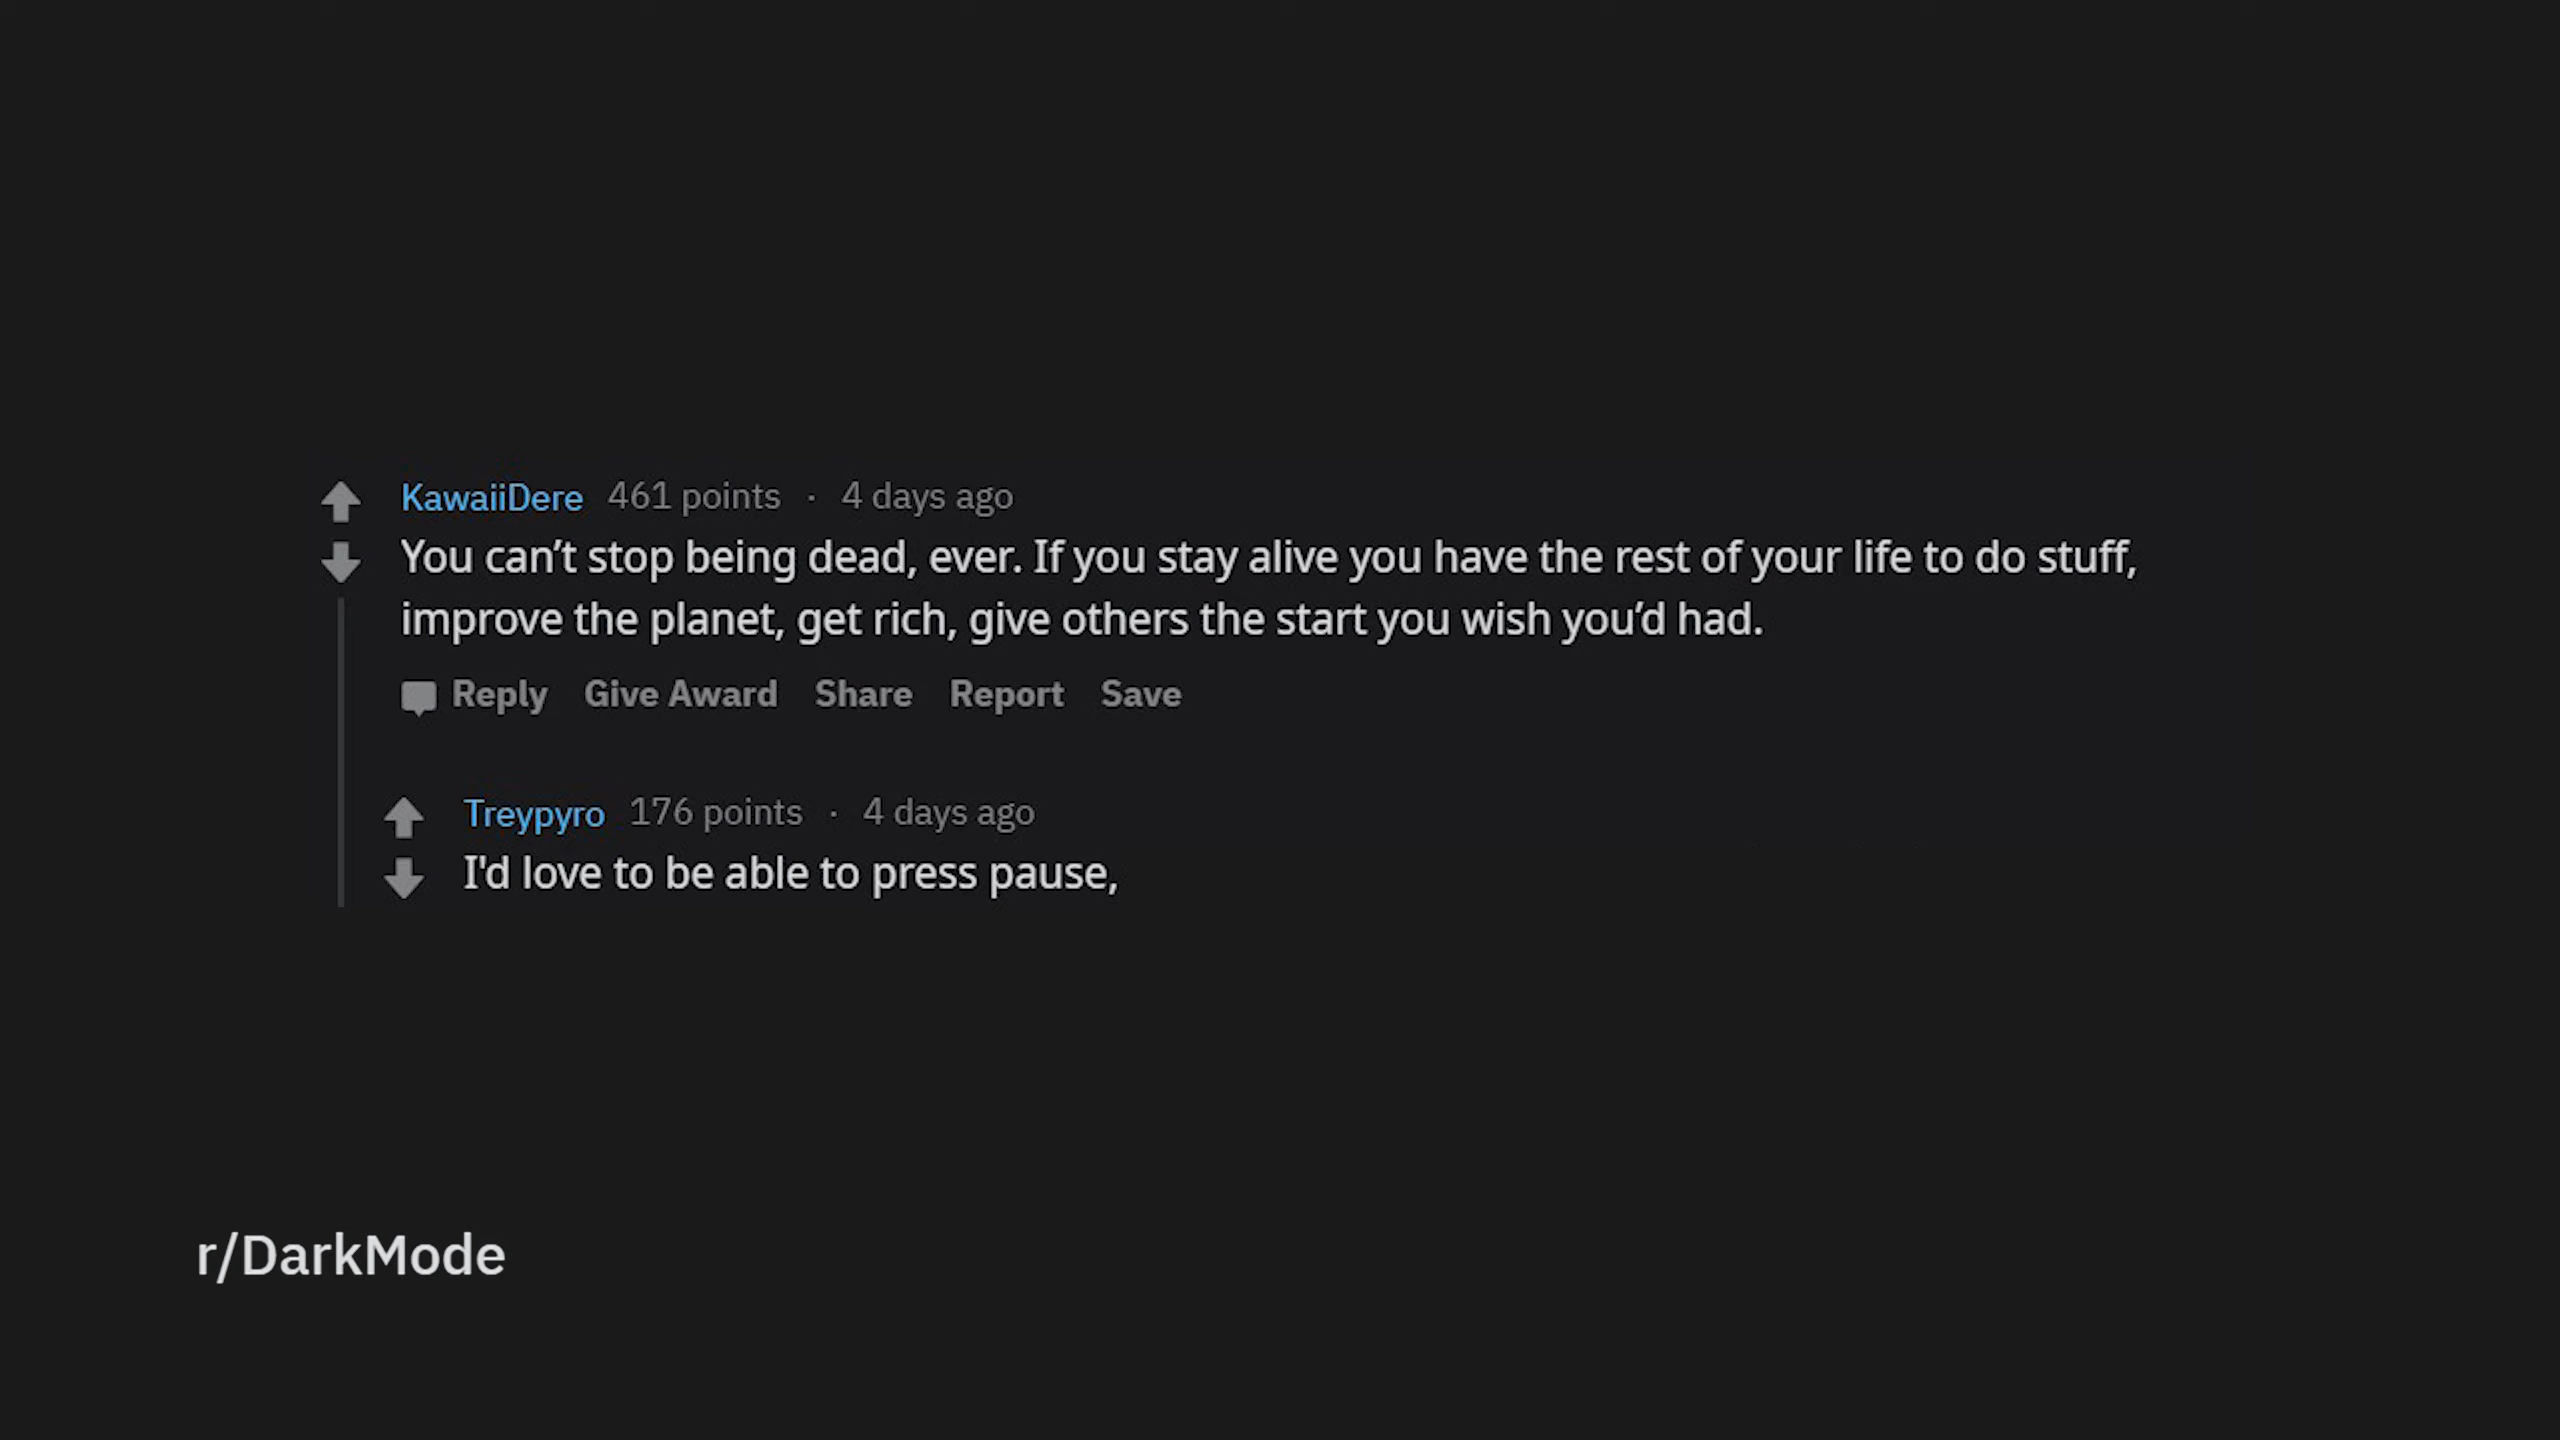 KawaiiDere 461 points · 4 days ago
You can’t stop being dead, ever. If you stay alive you have the rest of your life to do stuff,
improve the planet, get rich, give others the start you wish you’d had.
Reply Give Award Share Report Save
Treypyro 176 points · 4 days ago
I'd love to be able to press pause,
r/DarkMode